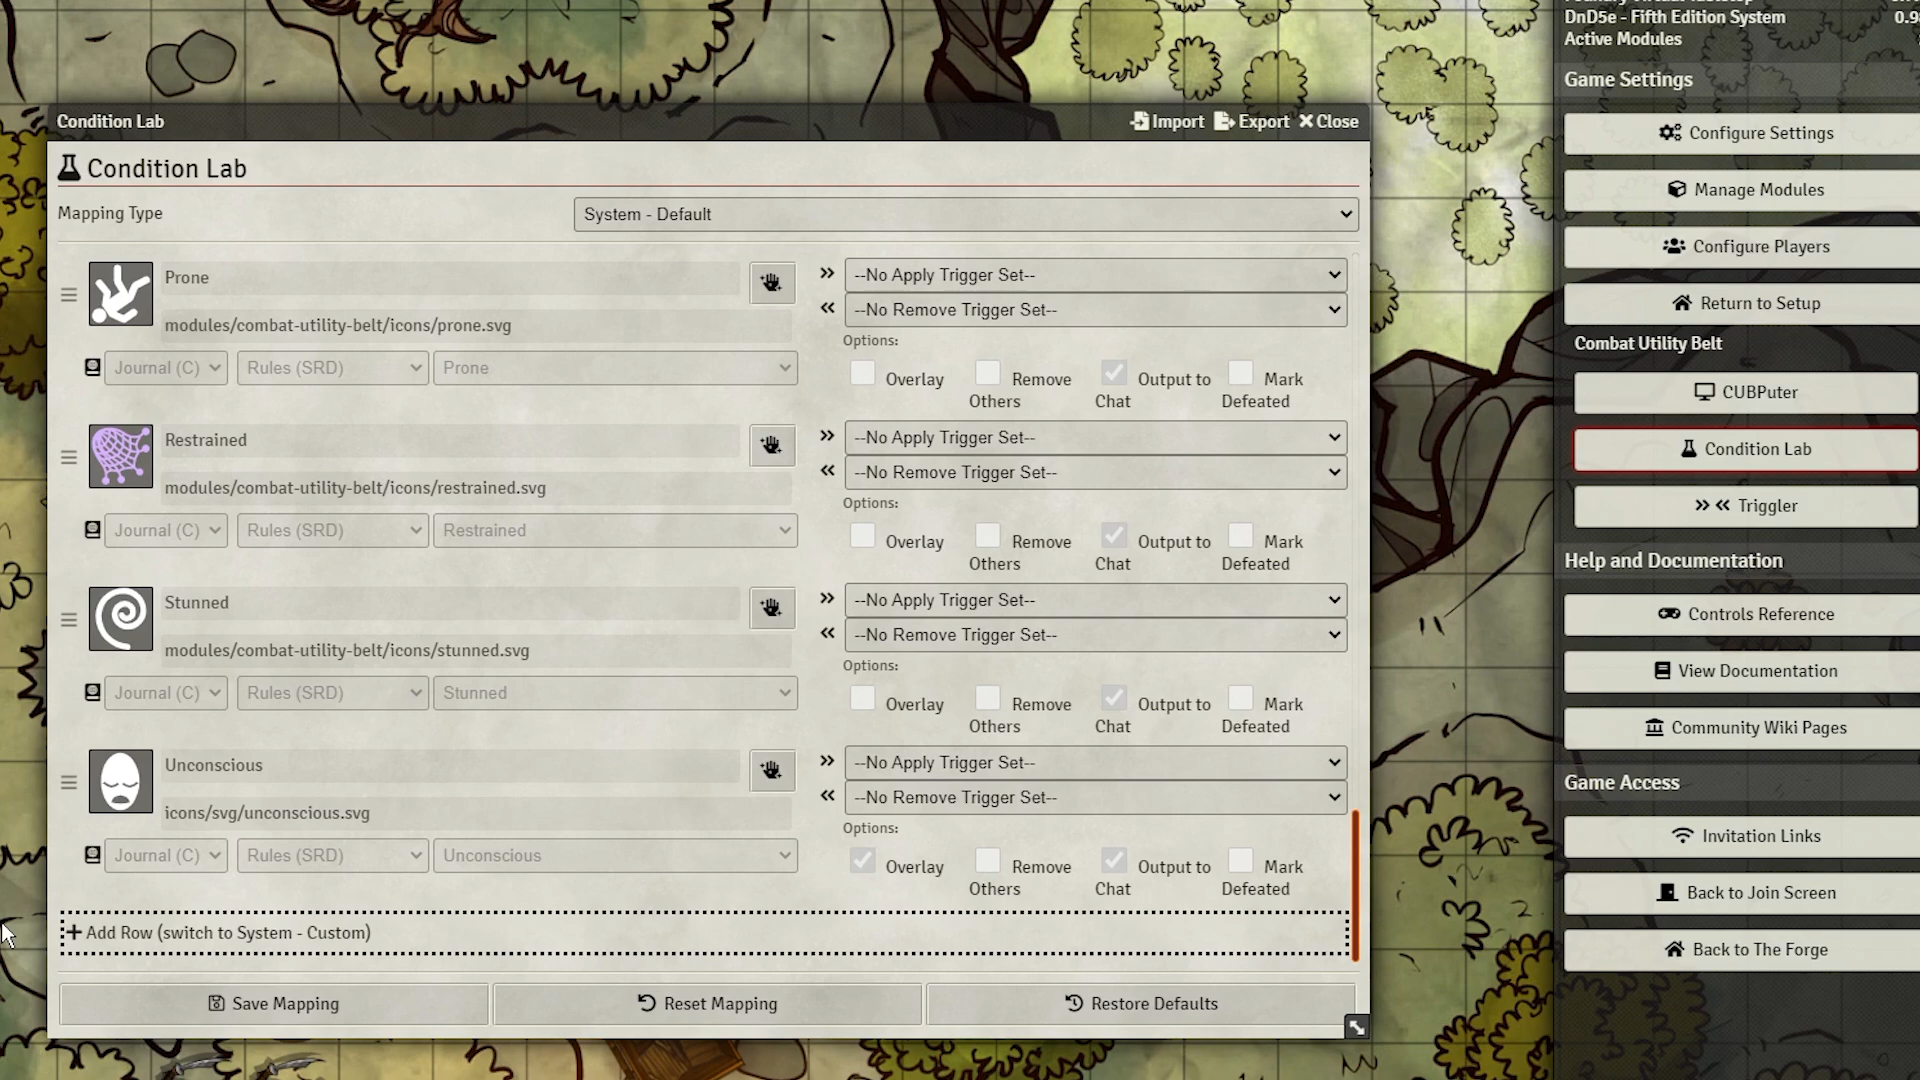 Condition Lab
Import Export Close
Condition Lab
Mapping Type
System - Default
Prone
modules/combat-utility-belt/icons/prone.svg
Journal (C) Rules (SRD) Prone
--No Apply Trigger Set--
--No Remove Trigger Set--
Options:
Overlay
Remove Others
Output to Chat
Mark Defeated
Restrained
modules/combat-utility-belt/icons/restrained.svg
Journal (C) Rules (SRD) Restrained
--No Apply Trigger Set--
--No Remove Trigger Set--
Options:
Overlay
Remove Others
Output to Chat
Mark Defeated
Stunned
modules/combat-utility-belt/icons/stunned.svg
Journal (C) Rules (SRD) Stunned
--No Apply Trigger Set--
--No Remove Trigger Set--
Options:
Overlay
Remove Others
Output to Chat
Mark Defeated
Unconscious
icons/svg/unconscious.svg
Journal (C) Rules (SRD) Unconscious
--No Apply Trigger Set--
--No Remove Trigger Set--
Options:
Overlay
Remove Others
Output to Chat
Mark Defeated
Add Row (switch to System - Custom)
Save Mapping Reset Mapping Restore Defaults
DnD5e - Fifth Edition System
Active Modules
Game Settings
Configure Settings
Manage Modules
Configure Players
Return to Setup
Combat Utility Belt
CUBPuter
Condition Lab
Triggler
Help and Documentation
Controls Reference
View Documentation
Community Wiki Pages
Game Access
Invitation Links
Back to Join Screen
Back to The Forge